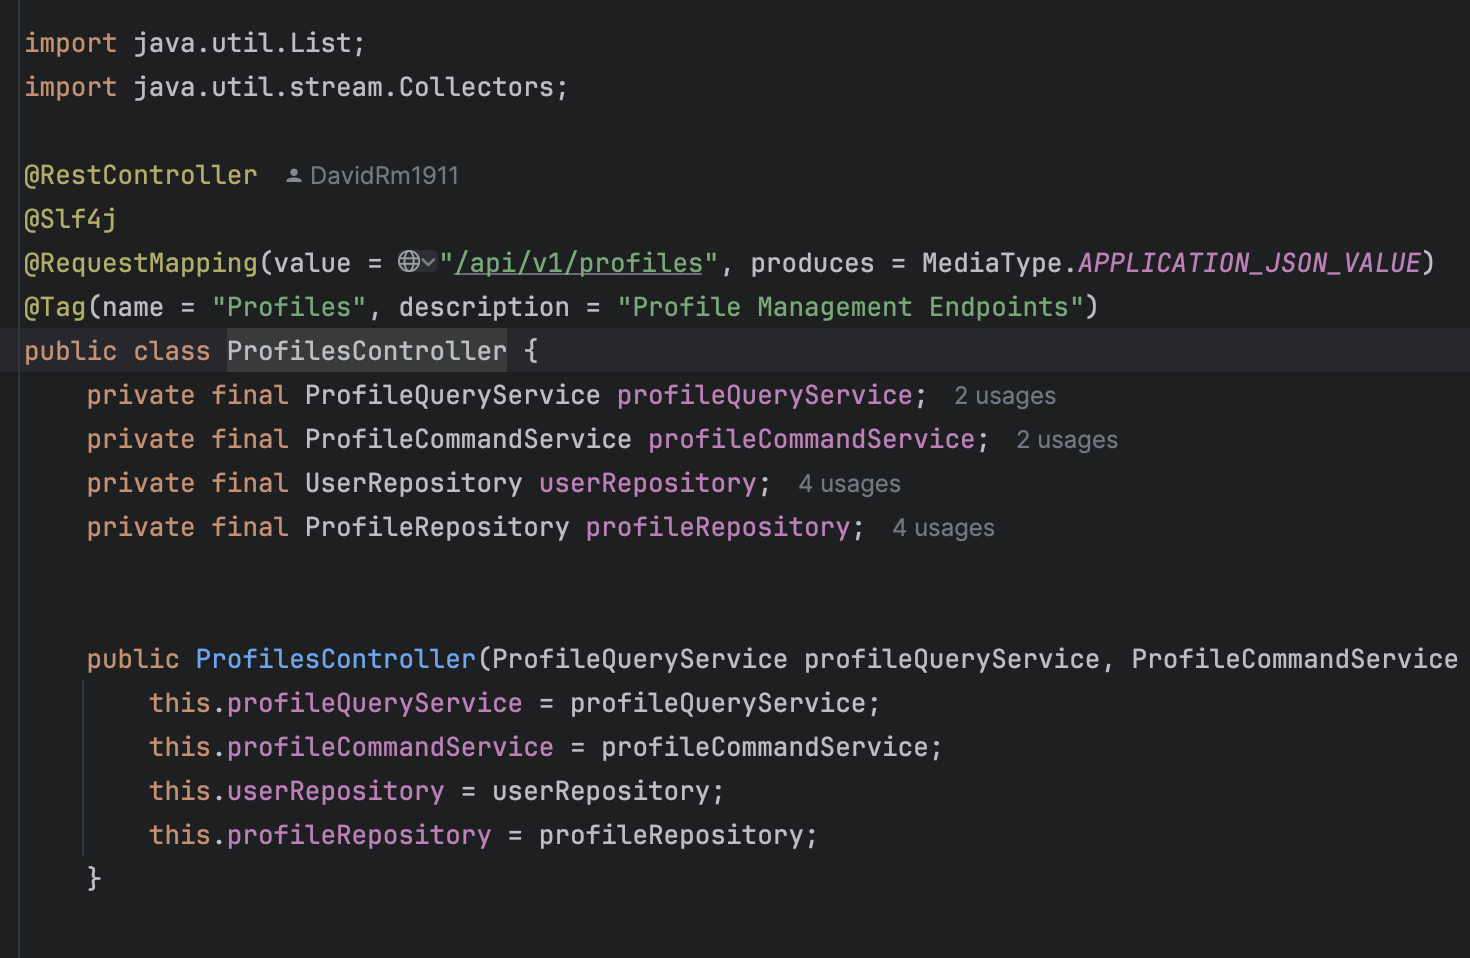 import java.util.List;
import java.util.stream.Collectors;
@RestController DavidRm1911
@Slf4j
@RequestMapping(value = "/api/v1/profiles", produces = MediaType.APPLICATION_JSON_VALUE)
@Tag(name = "Profiles", description = "Profile Management Endpoints")
public class ProfilesController {
private final ProfileQueryService profileQueryService; 2 usages
private final ProfileCommandService profileCommandService; 2 usages
private final UserRepository userRepository; 4 usages
private final ProfileRepository profileRepository; 4 usages
public ProfilesController(ProfileQueryService profileQueryService, ProfileCommandService
this.profileQueryService = profileQueryService;
this.profileCommandService = profileCommandService;
this.userRepository = userRepository;
this.profileRepository = profileRepository;
}